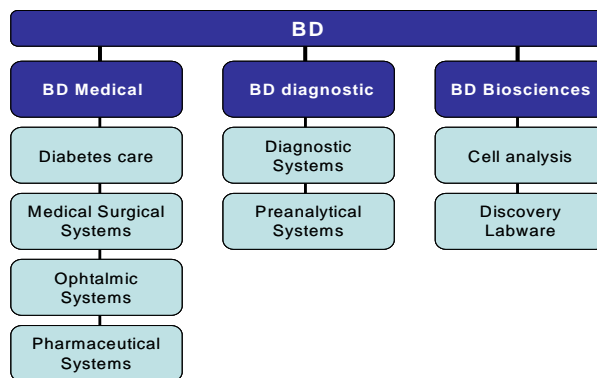 BD
BD Medical
Diabetes care
Medical Surgical
Systems
Ophtalmic
Systems
Pharmaceutical
Systems
BD diagnostic
Diagnostic
Systems
Preanalytical
Systems
BD Biosciences
Cell analysis
Discovery
Labware